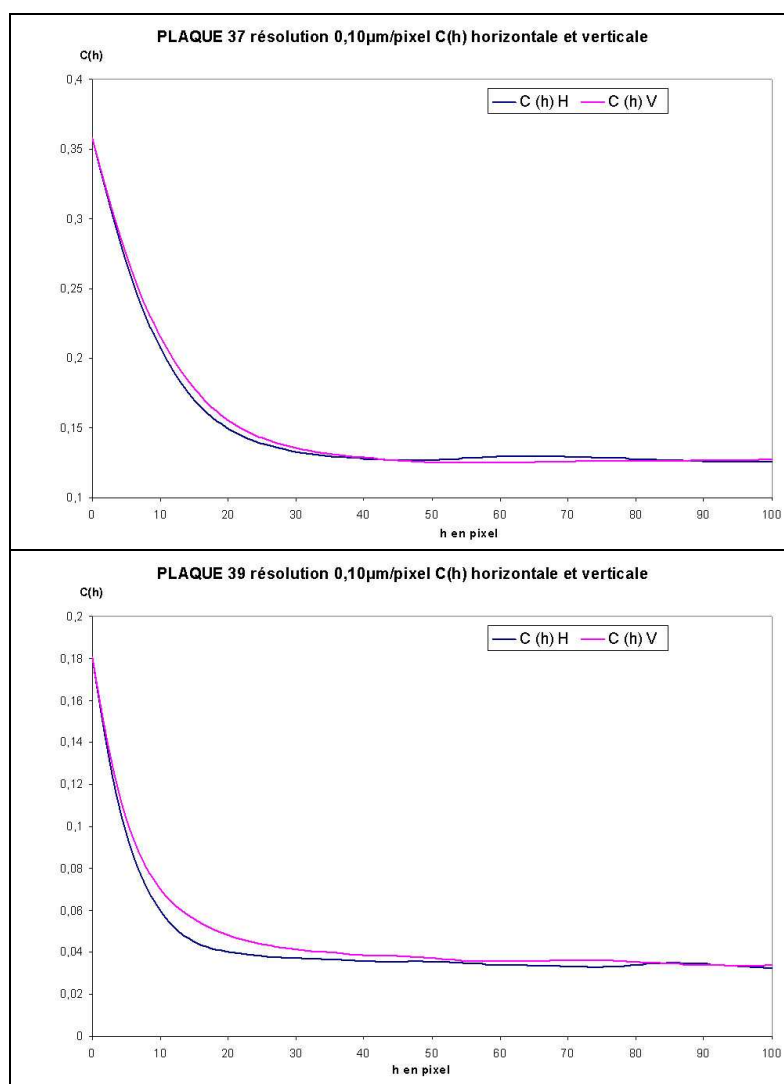 PLAQUE 37 résolution 0,10µm/pixel C(h) horizontale et verticale
C(h)
C (h) H C (h) V
0,4
0,35
0,3
0,25
0,2
0,15
0,1
0 10 20 30 40 50 60 70 80 90 100
h en pixel
PLAQUE 39 résolution 0,10µm/pixel C(h) horizontale et verticale
C(h)
C (h) H C (h) V
0,2
0,18
0,16
0,14
0,12
0,1
0,08
0,06
0,04
0,02
0
0 10 20 30 40 50 60 70 80 90 100
h en pixel